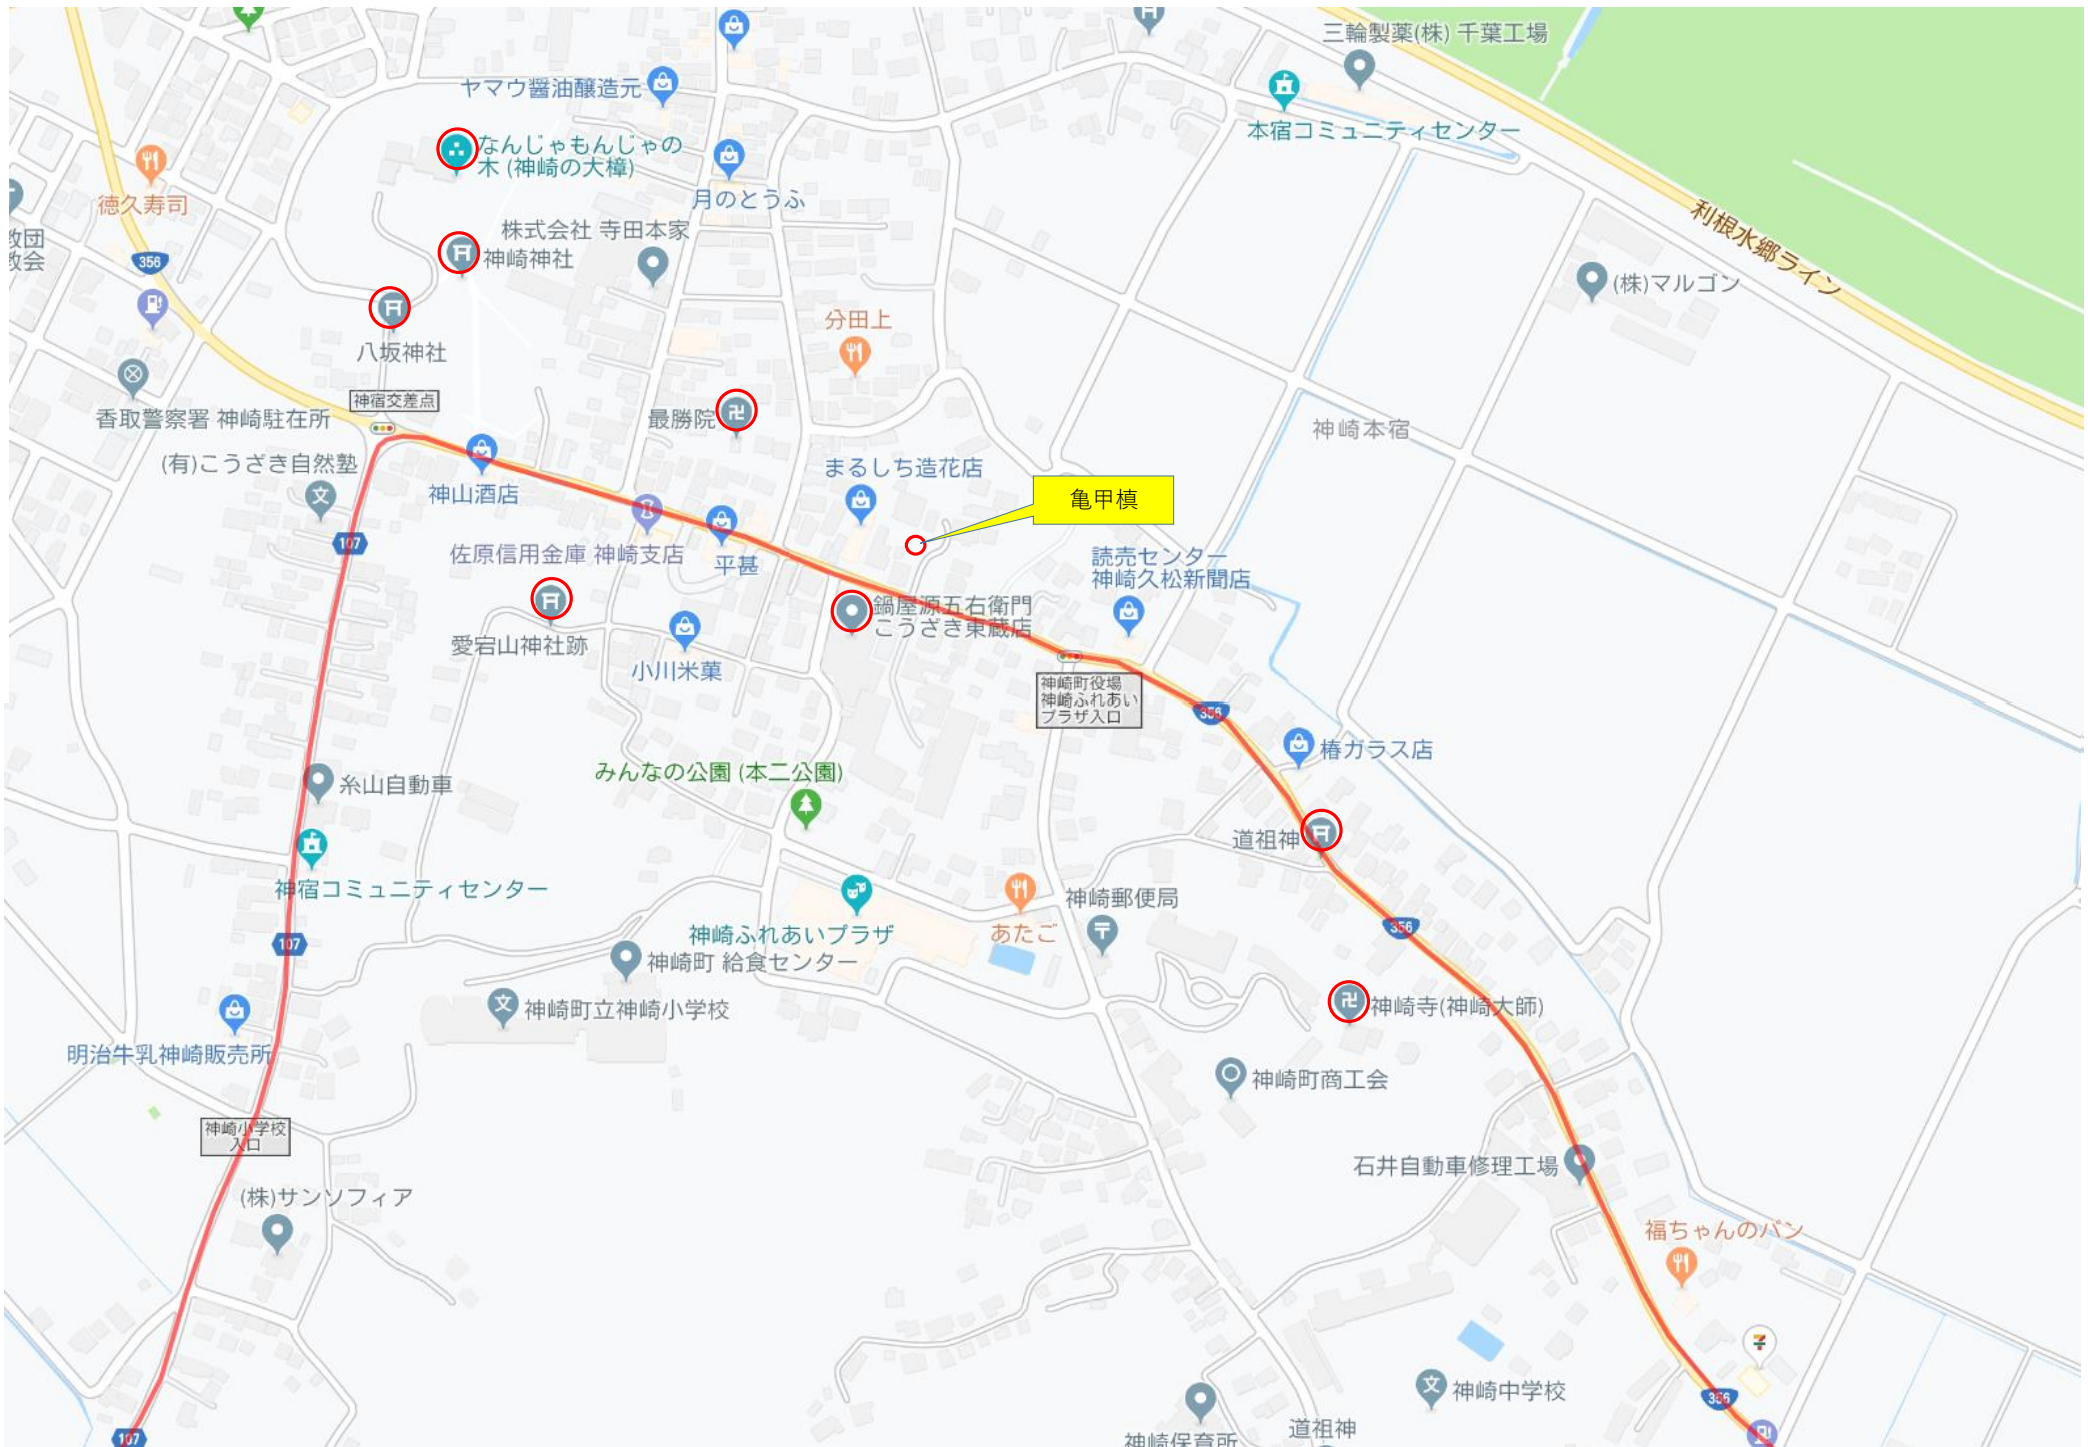 三輪製薬(株) 千葉工場
ヤマウ醤油醸造元
本宿コミュニティセンター
なんじゃもんじゃの
木 (神崎の大樟)
月のとうふ
徳久寿司
利根水郷ライン
株式会社 寺田本家
神崎神社
教団
教会
356
(株)マルゴン
分田上
八坂神社
神宿交差点
香取警察署 神崎駐在所
最勝院
神崎本宿
(有)こうざき自然塾
まるしち造花店
神山酒店
亀甲槙
107
佐原信用金庫 神崎支店
平甚
読売センター
神崎久松新聞店
鍋屋源五右衛門
こうざき東蔵店
愛宕山神社跡
小川米菓
神崎町役場
神崎ふれあい
プラザ入口
356
椿ガラス店
みんなの公園 (本二公園)
糸山自動車
道祖神
神宿コミュニティセンター
神崎郵便局
356
あたご
神崎ふれあいプラザ
107
神崎町 給食センター
神崎町立神崎小学校
神崎寺(神崎大師)
明治牛乳神崎販売所
神崎町商工会
神崎小学校
入口
石井自動車修理工場
(株)サンソフィア
福ちゃんのパン
神崎中学校
356
道祖神
107
神崎保育所